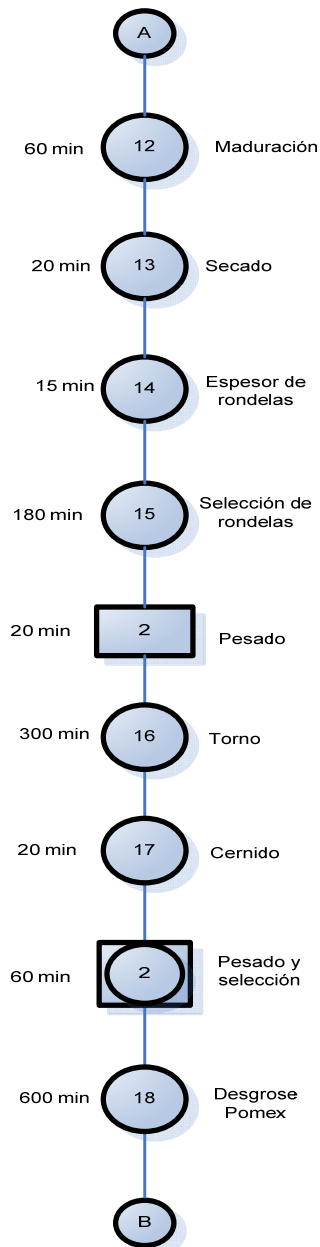 A
60 min 12 Maduración
20 min 13 Secado
15 min 14 Espesor de
rondelas
180 min 15 Selección de
rondelas
20 min 2 Pesado
300 min 16 Torno
20 min 17 Cernido
60 min 2 Pesado y
selección
600 min 18 Desgrose
Pomex
B